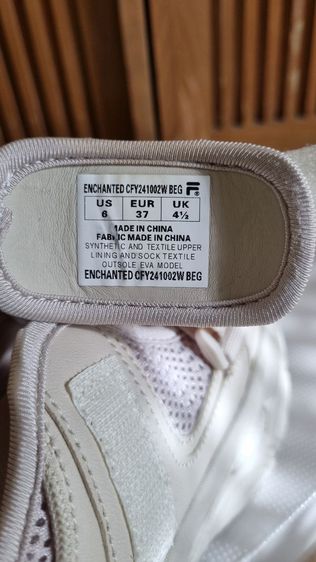 ENCHANTED CFY241002W BEG F
US EUR UK
6 37 4½
MADE IN CHINA
FABRIC MADE IN CHINA
SYNTHETIC AND TEXTILE UPPER
LINING AND SOCK TEXTILE
OUTSOLE EVA MODEL
ENCHANTED CFY241002W BEG